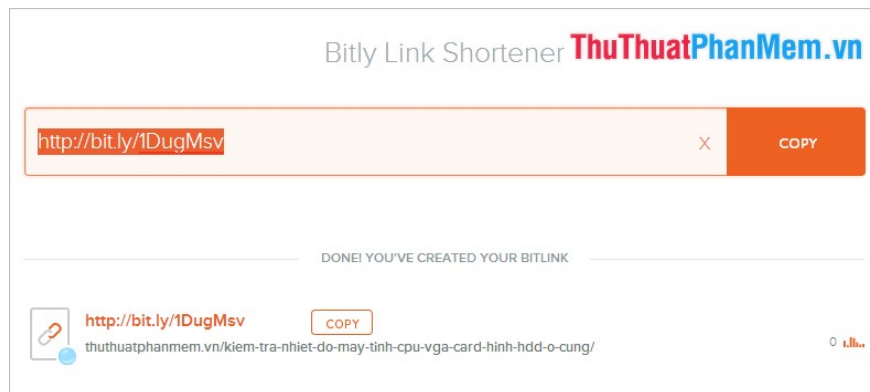 Bitly Link Shortener ThuThuatPhanMem.vn
http://bit.ly/1DugMsv X COPY
DONE! YOU'VE CREATED YOUR BITLINK
http://bit.ly/1DugMsv COPY
thuthuatphanmem.vn/kiem-tra-nhiet-do-may-tinh-cpu-vga-card-hinh-hdd-o-cung/ 0